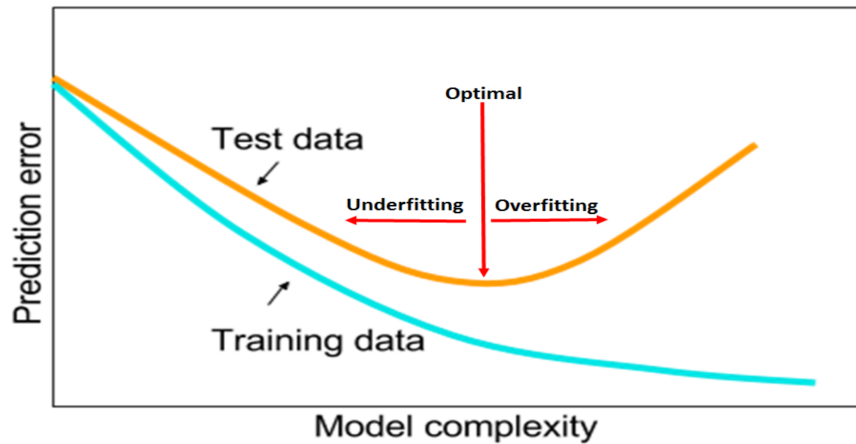 Optimal
Test data
Underfitting
Overfitting
Prediction error
Training data
Model complexity